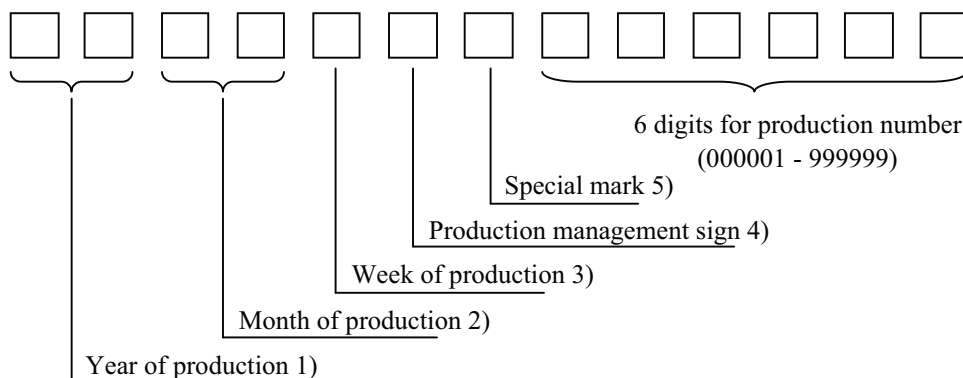 6 digits for production number
(000001 - 999999)
Special mark 5)
Production management sign 4)
Week of production 3)
Month of production 2)
Year of production 1)